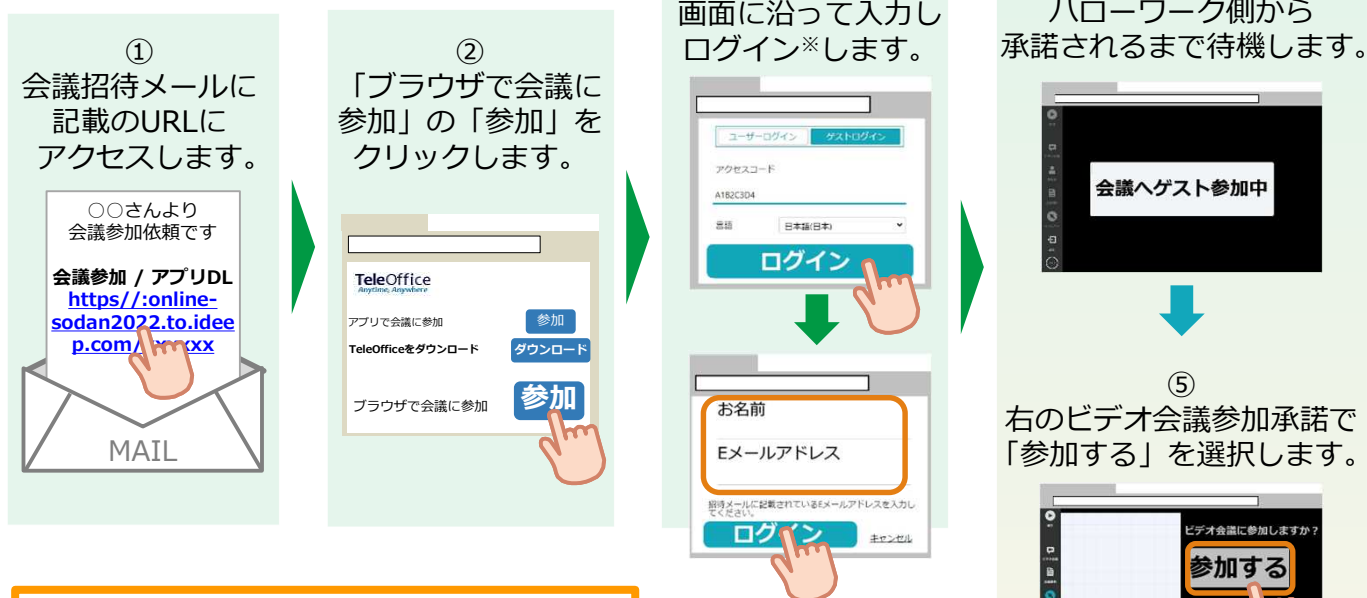 ①
会議招待メールに
記載のURLに
アクセスします。
○○さんより
会議参加依頼です
会議参加 / アプリDL
https//:online-
sodan2022.to.idee
p.com/
xxx
MAIL
②
「ブラウザで会議に
参加」の「参加」を
クリックします。
TeleOffice
Anytime, Anywhere
アプリで会議に参加 参加
TeleOfficeをダウンロード ダウンロード
ブラウザで会議に参加 参加
画面に沿って入力し
ログイン※します。
ユーザーログイン ゲストログイン
アクセスコード
A1B2C3D4
言語 日本語(日本)
ログイン
お名前
Eメールアドレス
招待メールに記載されているEメールアドレスを入力し
てください。
ログイン キャンセル
ハローワーク側から
承諾されるまで待機します。
会議へゲスト参加中
⑤
右のビデオ会議参加承諾で
「参加する」を選択します。
ビデオ会議に参加しますか？
参加する